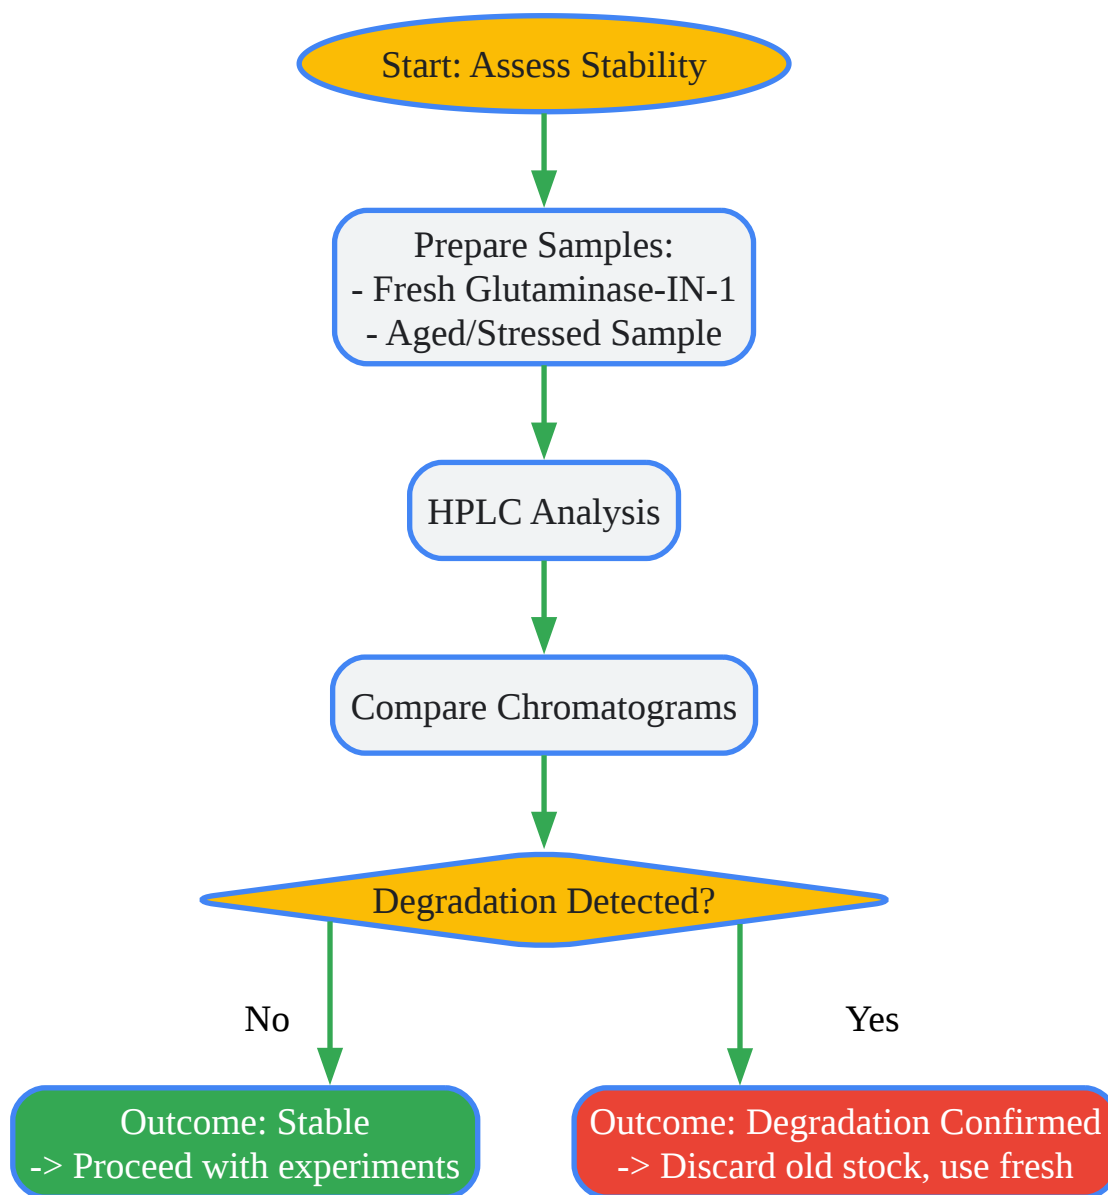 Start: Assess Stability
Prepare Samples:
- Fresh Glutaminase-IN-1
- Aged/Stressed Sample
HPLC Analysis
Compare Chromatograms
Degradation Detected?
No
Yes
Outcome: Stable
-> Proceed with experiments
Outcome: Degradation Confirmed
-> Discard old stock, use fresh